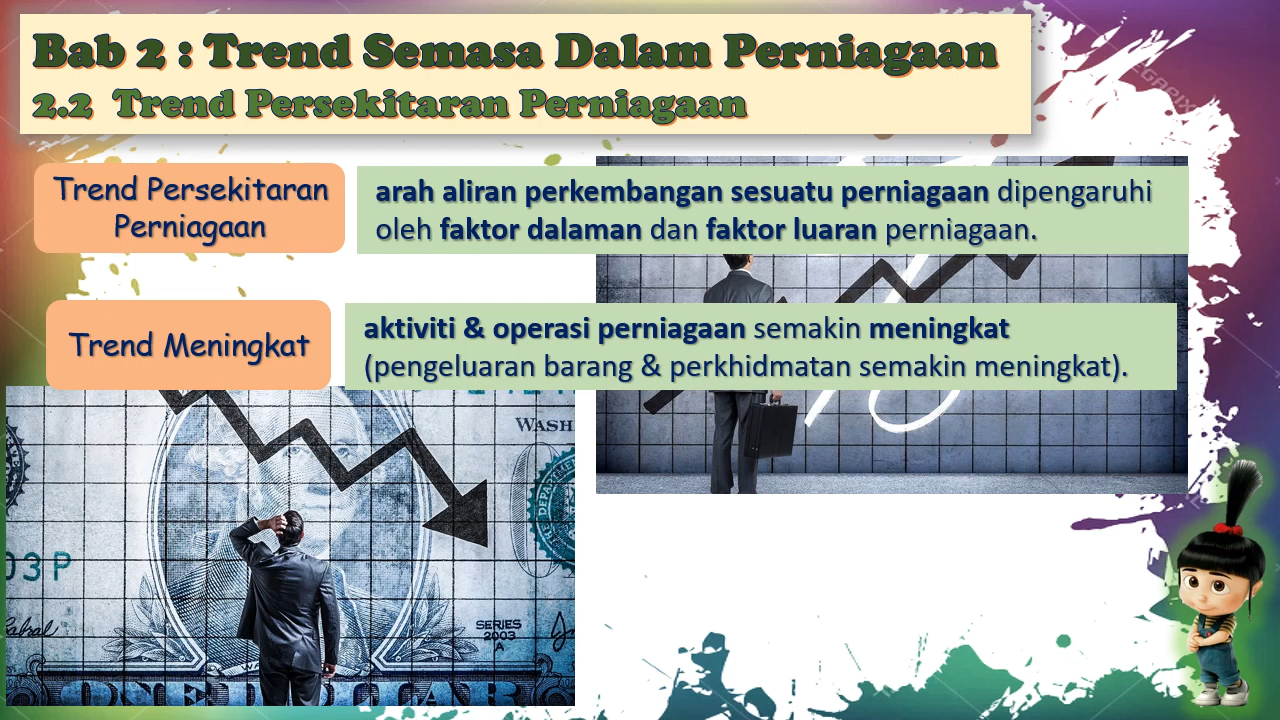 Bab 2 : Trend Semasa Dalam Perniagaan
2.2 Trend Persekitaran Perniagaan
Trend Persekitaran
Perniagaan
arah aliran perkembangan sesuatu perniagaan dipengaruhi
oleh faktor dalaman dan faktor luaran perniagaan.
Trend Meningkat
aktiviti & operasi perniagaan semakin meningkat
(pengeluaran barang & perkhidmatan semakin meningkat).
WASH
03 P
SERIES
2003
A